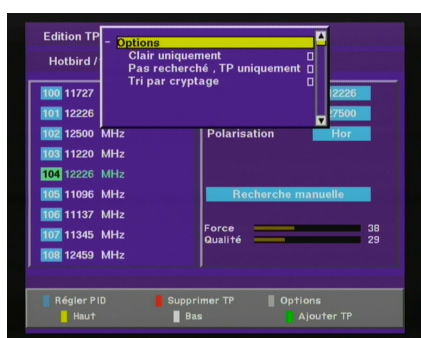 Edition TP
- Options
Clair uniquement
Pas recherché , TP uniquement
Tri par cryptage
Hotbird /
100 11727
12226
101 12226
27500
102 12500 MHz
Polarisation Hor
103 11220 MHz
104 12226 MHz
105 11096 MHz
Recherche manuelle
106 11137 MHz
107 11345 MHz
Force 38
Qualité 29
108 12459 MHz
Régler PID Supprimer TP Options
Haut Bas Ajouter TP